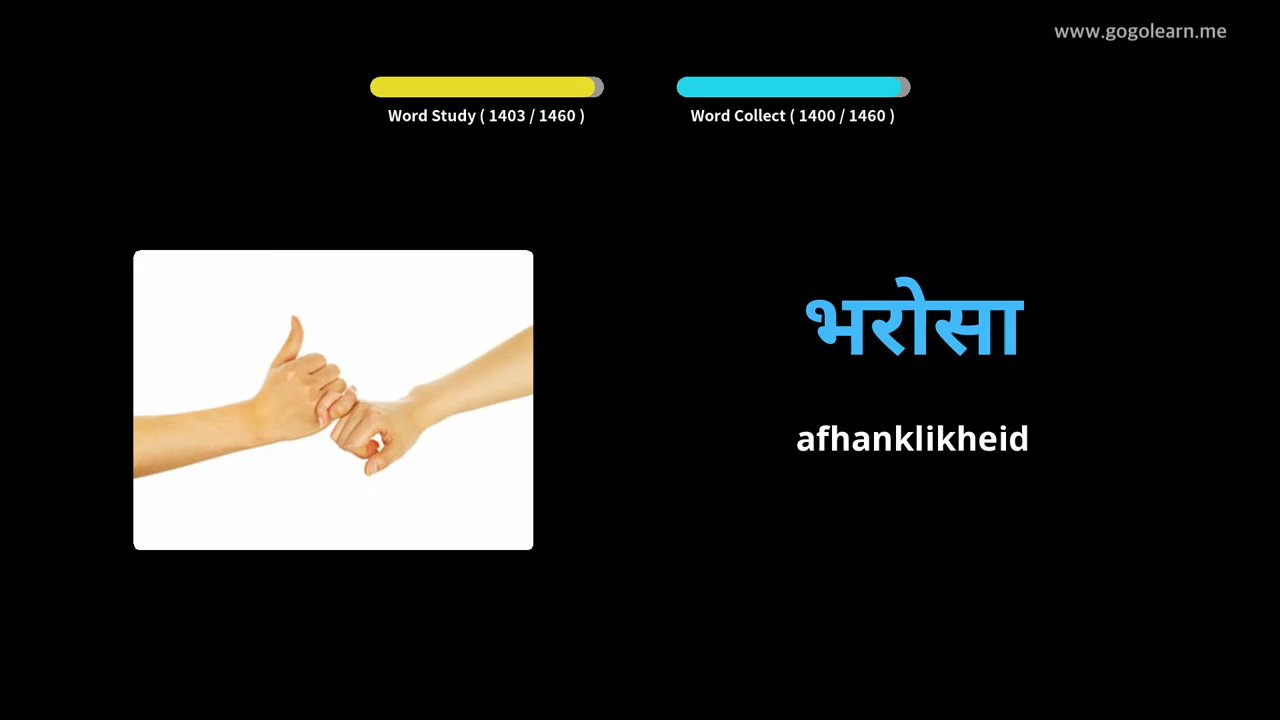 www.gogolearn.me
Word Study ( 1403 / 1460 )
Word Collect ( 1400 / 1460 )
भरोसा
afhanklikheid